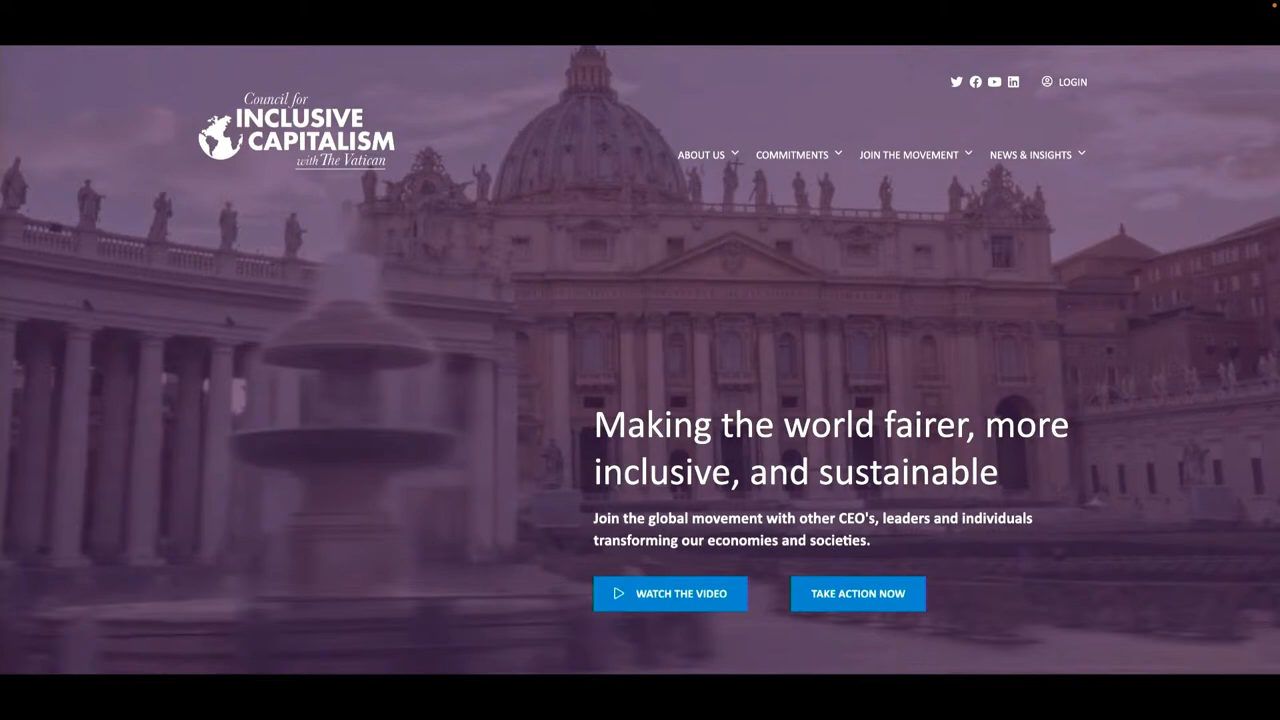 LOGIN
Council for
INCLUSIVE
CAPITALISM
with The Vatican
ABOUT US
COMMITMENTS
JOIN THE MOVEMENT
NEWS & INSIGHTS
Making the world fairer, more
inclusive, and sustainable
Join the global movement with other CEO's, leaders and individuals
transforming our economies and societies.
WATCH THE VIDEO
TAKE ACTION NOW